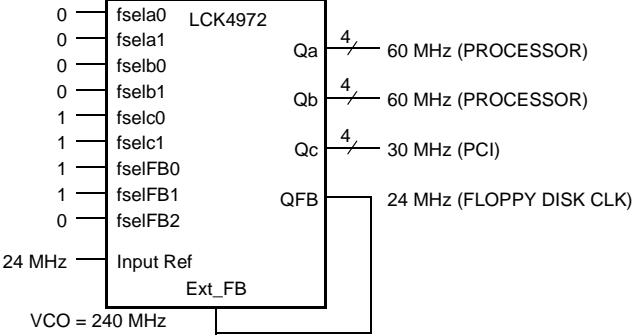 0 fsela0 LCK4972
0 fsela1
0 fselb0 Qa 4 60 MHz (PROCESSOR)
0 fselb1 Qb 4 60 MHz (PROCESSOR)
1 fselc0
1 fselc1 Qc 4 30 MHz (PCI)
1 fselFB0
1 fselFB1 QFB 24 MHz (FLOPPY DISK CLK)
0 fselFB2
24 MHz Input Ref
Ext_FB
VCO = 240 MHz